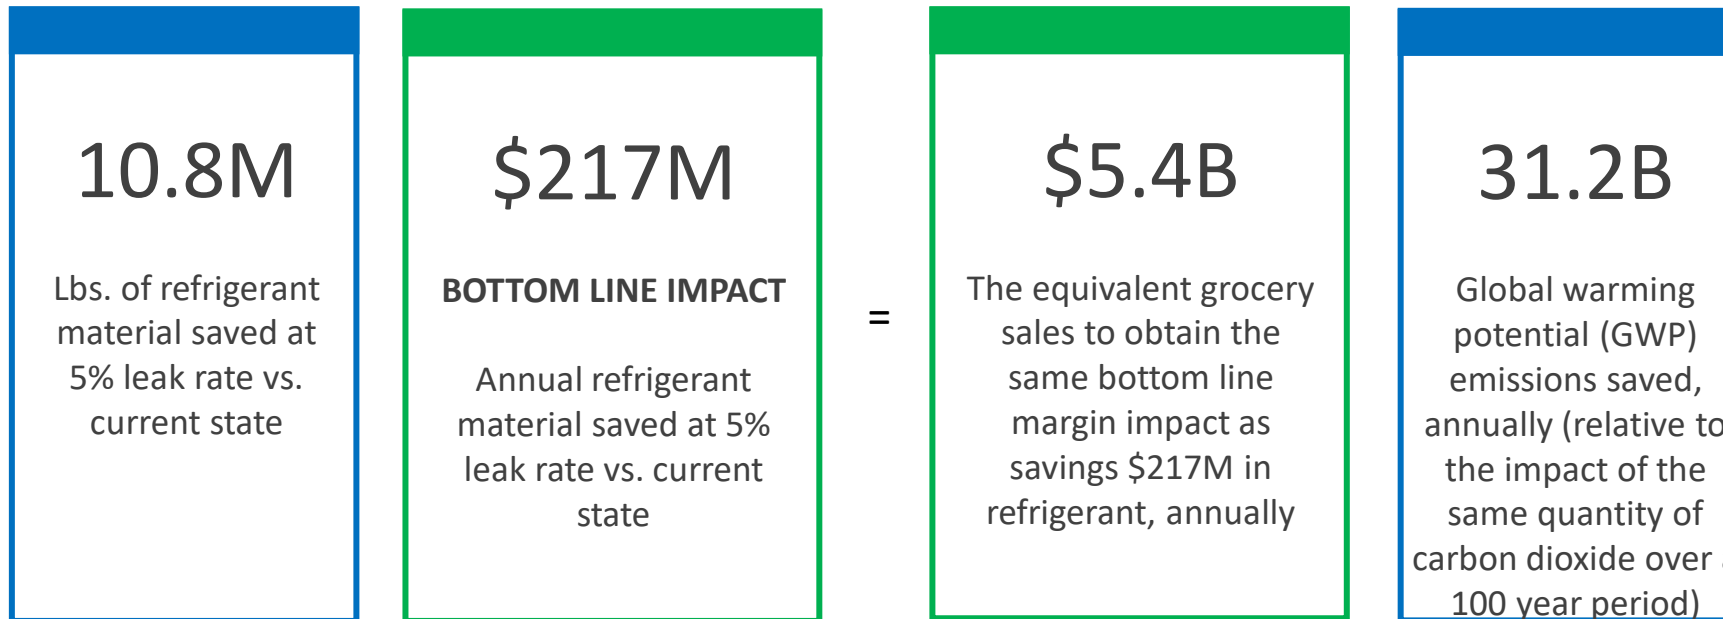 10.8M
Lbs. of refrigerant
material saved at
5% leak rate vs.
current state
$217M
BOTTOM LINE IMPACT
Annual refrigerant
material saved at 5%
leak rate vs. current
state
=
$5.4B
The equivalent grocery
sales to obtain the
same bottom line
margin impact as
savings $217M in
refrigerant, annually
31.2B
Global warming
potential (GWP)
emissions saved,
annually (relative to
the impact of the
same quantity of
carbon dioxide over
100 year period)